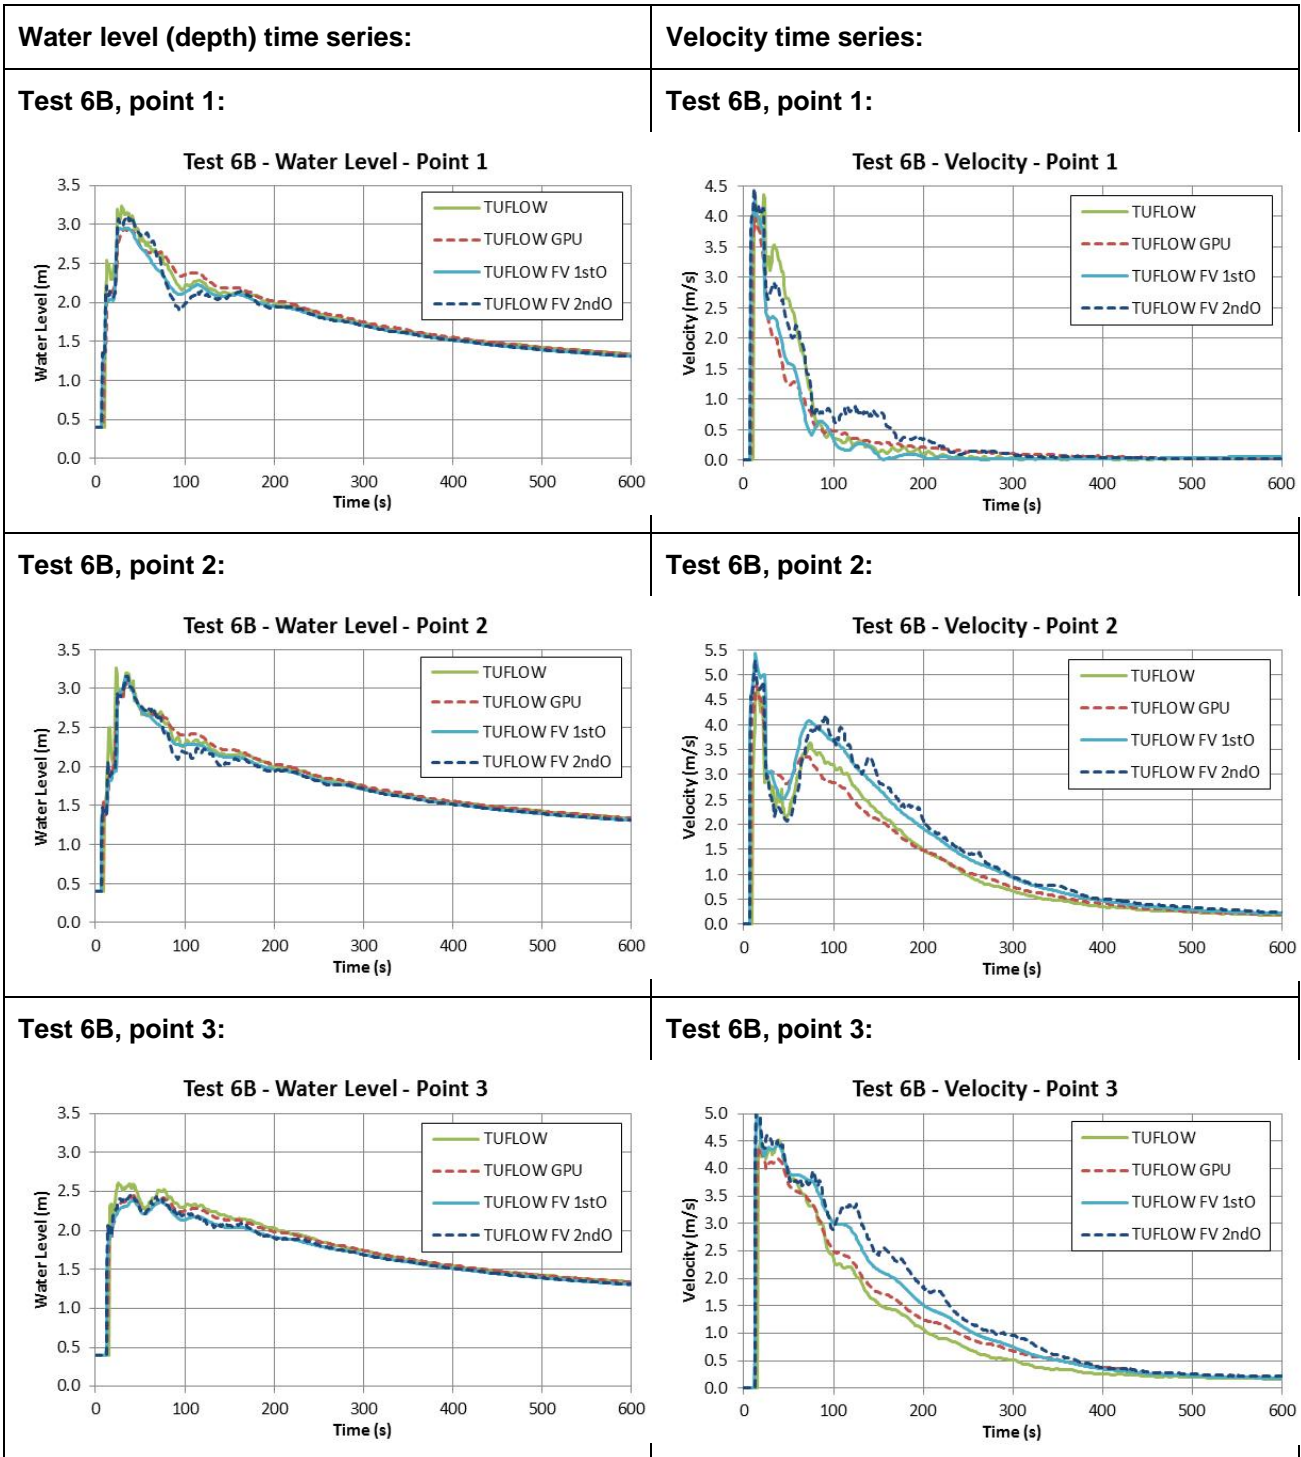 Water level (depth) time series:
Velocity time series:
Test 6B, point 1:
Test 6B, point 1:
Test 6B - Water Level - Point 1
3.5
3.0
2.5
2.0
1.5
1.0
0.5
0.0
Water Level (m)
TUFLOW
TUFLOW GPU
TUFLOW FV 1stO
TUFLOW FV 2ndO
0 100 200 300 400 500 600
Time (s)
Test 6B - Velocity - Point 1
4.5
4.0
3.5
3.0
2.5
2.0
1.5
1.0
0.5
0.0
Velocity (m/s)
TUFLOW
TUFLOW GPU
TUFLOW FV 1stO
TUFLOW FV 2ndO
0 100 200 300 400 500 600
Time (s)
Test 6B, point 2:
Test 6B, point 2:
Test 6B - Water Level - Point 2
3.5
3.0
2.5
2.0
1.5
1.0
0.5
0.0
Water Level (m)
TUFLOW
TUFLOW GPU
TUFLOW FV 1stO
TUFLOW FV 2ndO
0 100 200 300 400 500 600
Time (s)
Test 6B - Velocity - Point 2
5.5
5.0
4.5
4.0
3.5
3.0
2.5
2.0
1.5
1.0
0.5
0.0
Velocity (m/s)
TUFLOW
TUFLOW GPU
TUFLOW FV 1stO
TUFLOW FV 2ndO
0 100 200 300 400 500 600
Time (s)
Test 6B, point 3:
Test 6B, point 3:
Test 6B - Water Level - Point 3
3.5
3.0
2.5
2.0
1.5
1.0
0.5
0.0
Water Level (m)
TUFLOW
TUFLOW GPU
TUFLOW FV 1stO
TUFLOW FV 2ndO
0 100 200 300 400 500 600
Time (s)
Test 6B - Velocity - Point 3
5.0
4.5
4.0
3.5
3.0
2.5
2.0
1.5
1.0
0.5
0.0
Velocity (m/s)
TUFLOW
TUFLOW GPU
TUFLOW FV 1stO
TUFLOW FV 2ndO
0 100 200 300 400 500 600
Time (s)